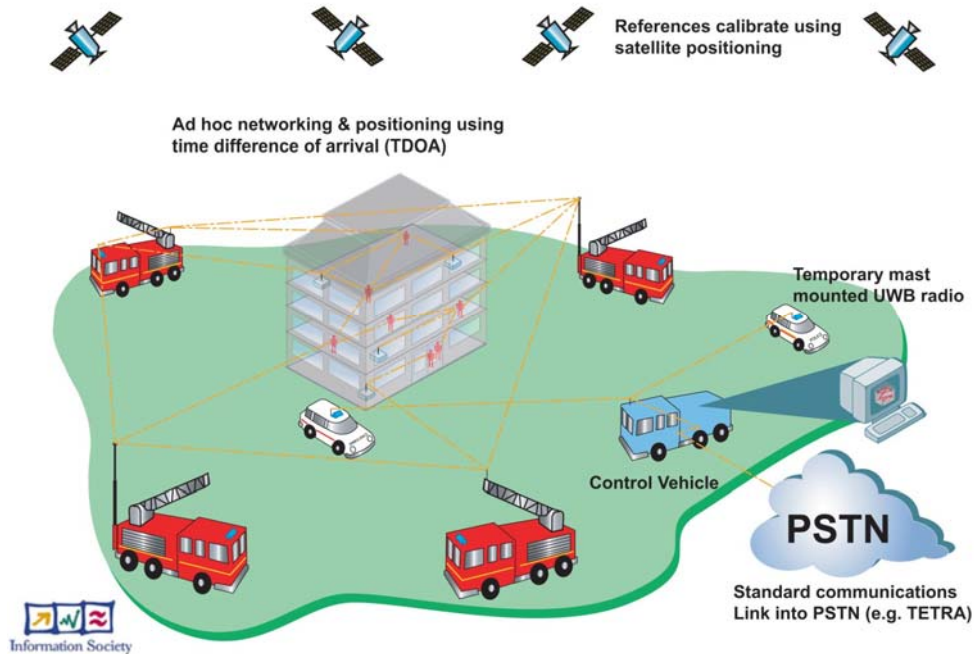 References calibrate using
satellite positioning
Ad hoc networking & positioning using
time difference of arrival (TDOA)
Temporary mast
mounted UWB radio
Control Vehicle
PSTN
Standard communications
Link into PSTN (e.g. TETRA)
Information Society